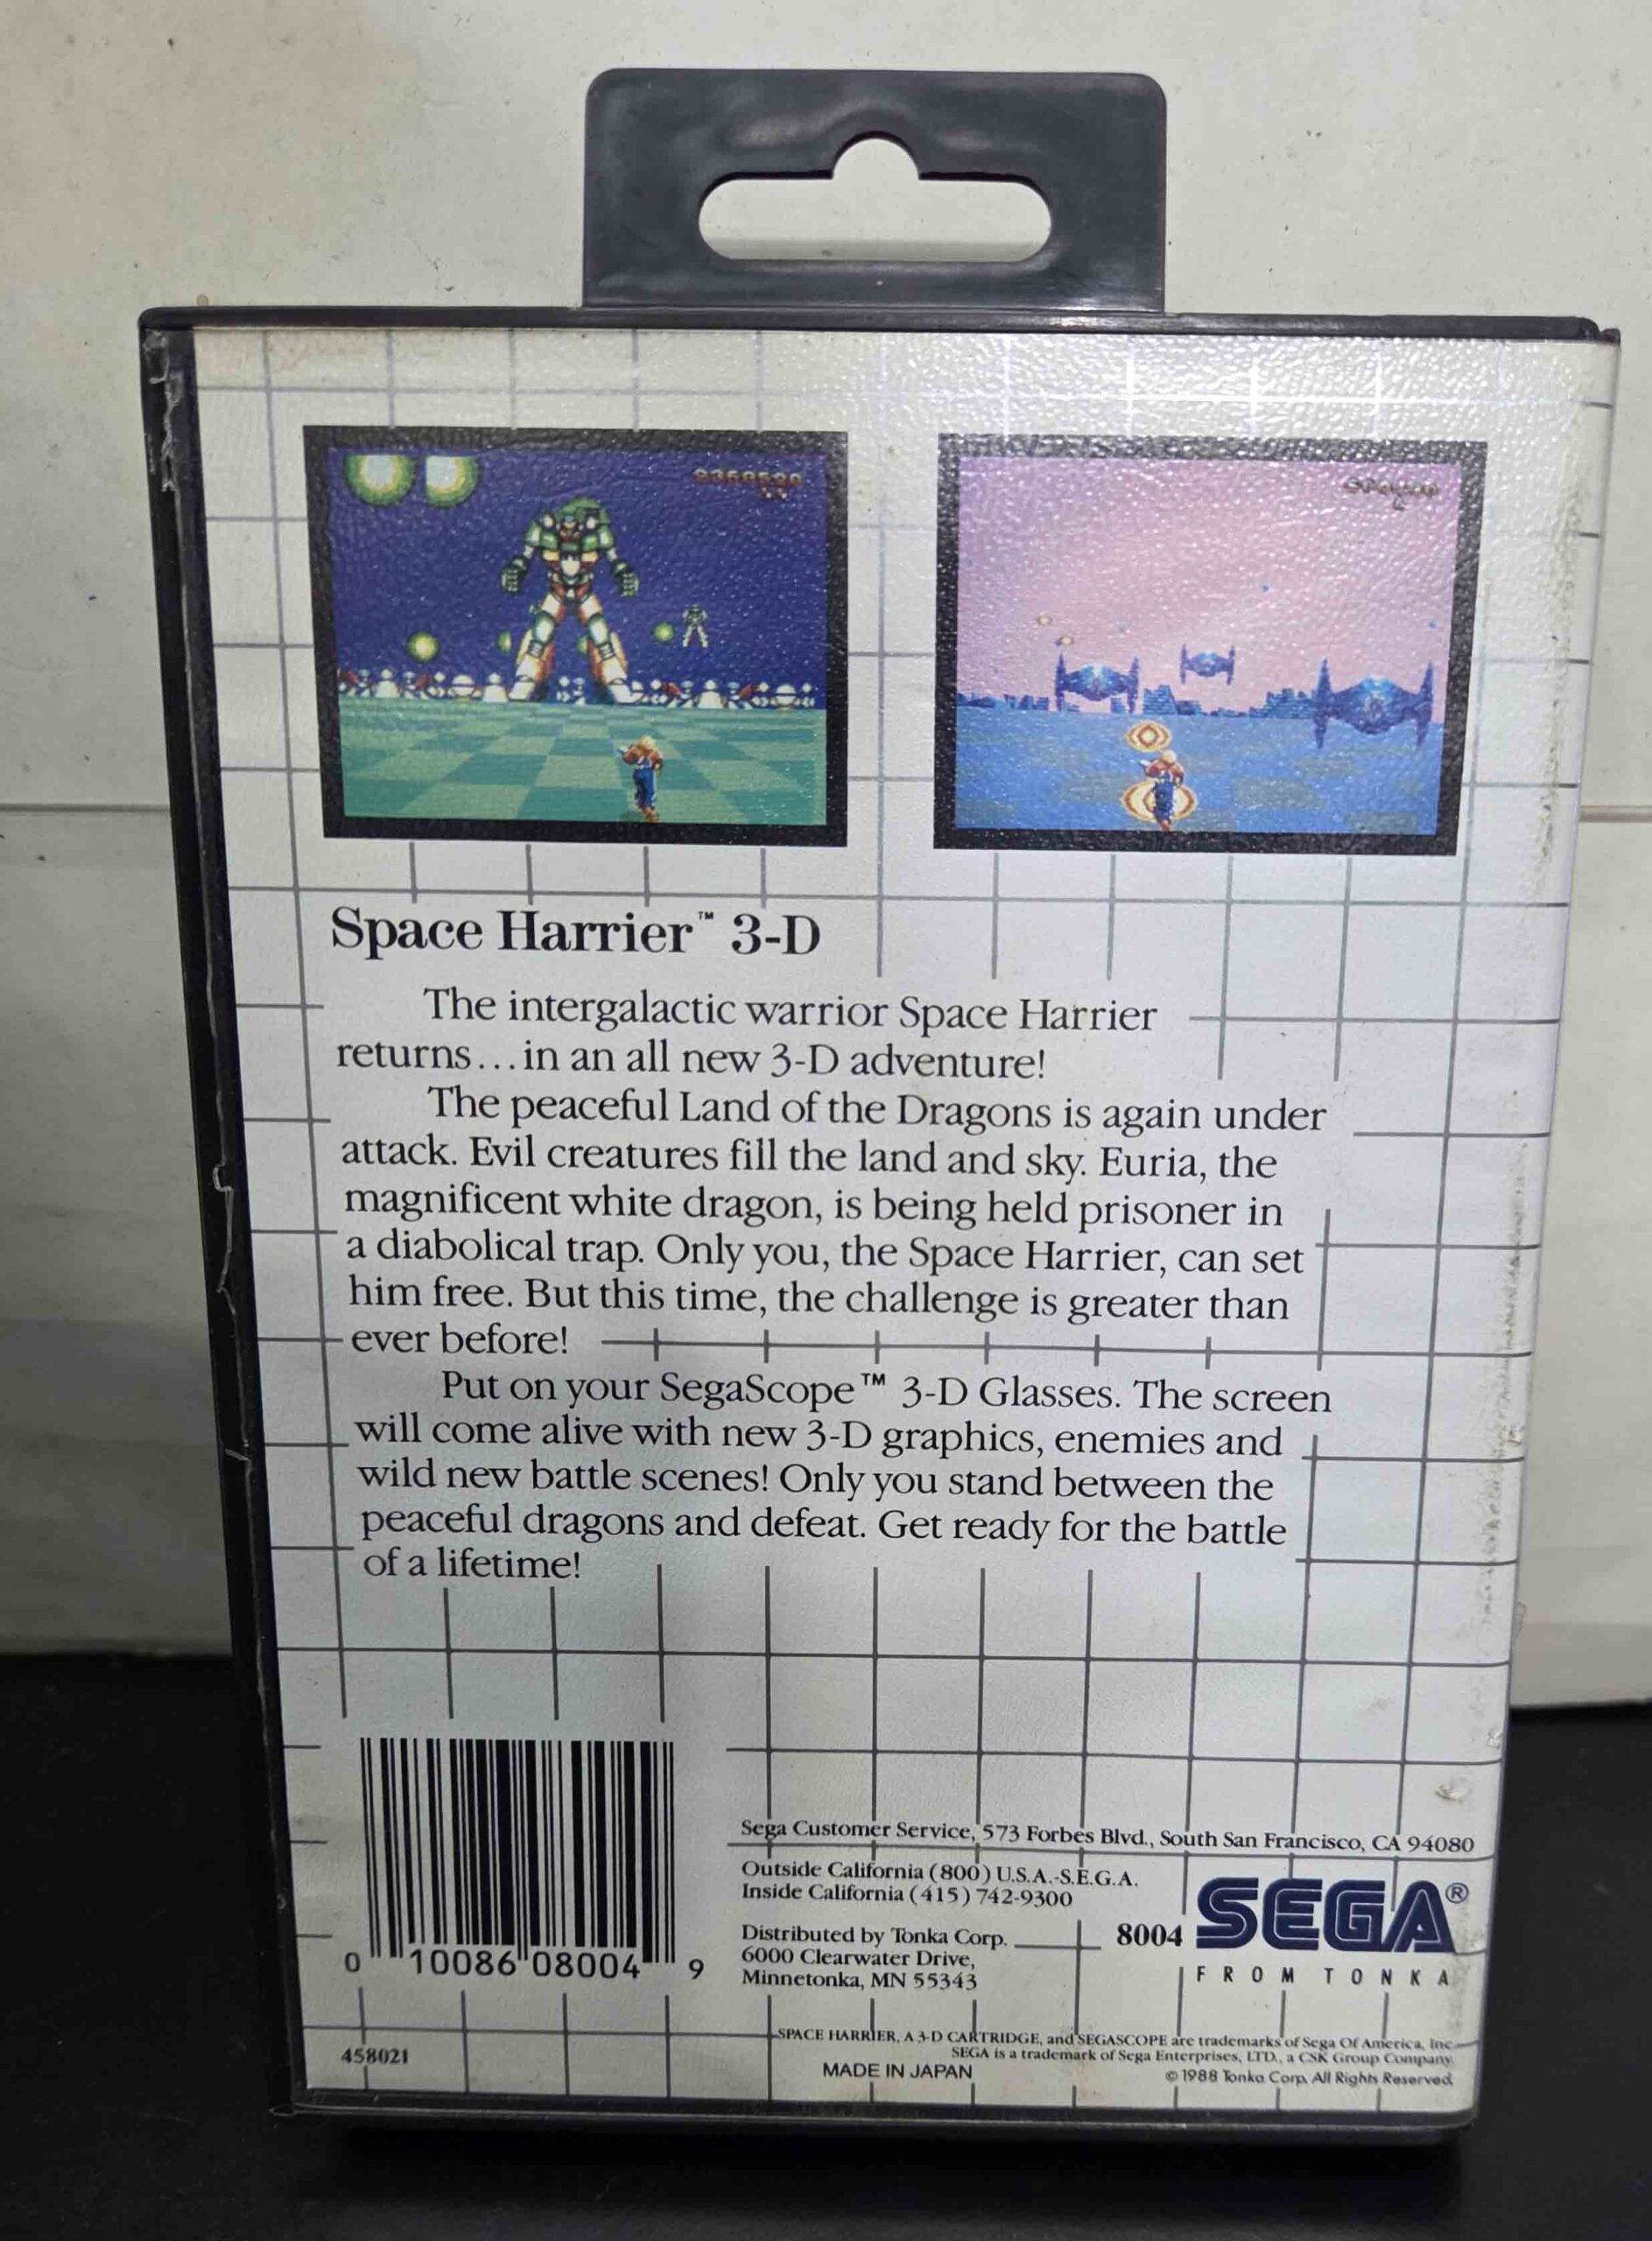 Space Harrier™ 3-D
The intergalactic warrior Space Harrier
returns...in an all new 3-D adventure!
The peaceful Land of the Dragons is again under
attack. Evil creatures fill the land and sky. Euria, the
magnificent white dragon, is being held prisoner in
a diabolical trap. Only you, the Space Harrier, can set
him free. But this time, the challenge is greater than
ever before!
Put on your SegaScope™ 3-D Glasses. The screen
will come alive with new 3-D graphics, enemies and
wild new battle scenes! Only you stand between the
peaceful dragons and defeat. Get ready for the battle
of a lifetime!
0 10086 08004 9
458021
Sega Customer Service, 573 Forbes Blvd., South San Francisco, CA 94080
Outside California (800) U.S.A.-S.E.G.A.
Inside California (415) 742-9300
Distributed by Tonka Corp.
6000 Clearwater Drive,
Minnetonka, MN 55343
8004 SEGA®
FROM TONKA
SPACE HARRIER, A 3-D CARTRIDGE, and SEGASCOPE are trademarks of Sega Of America, Inc.
SEGA is a trademark of Sega Enterprises, LTD., a CSK Group Company.
MADE IN JAPAN
©1988 Tonka Corp. All Rights Reserved.